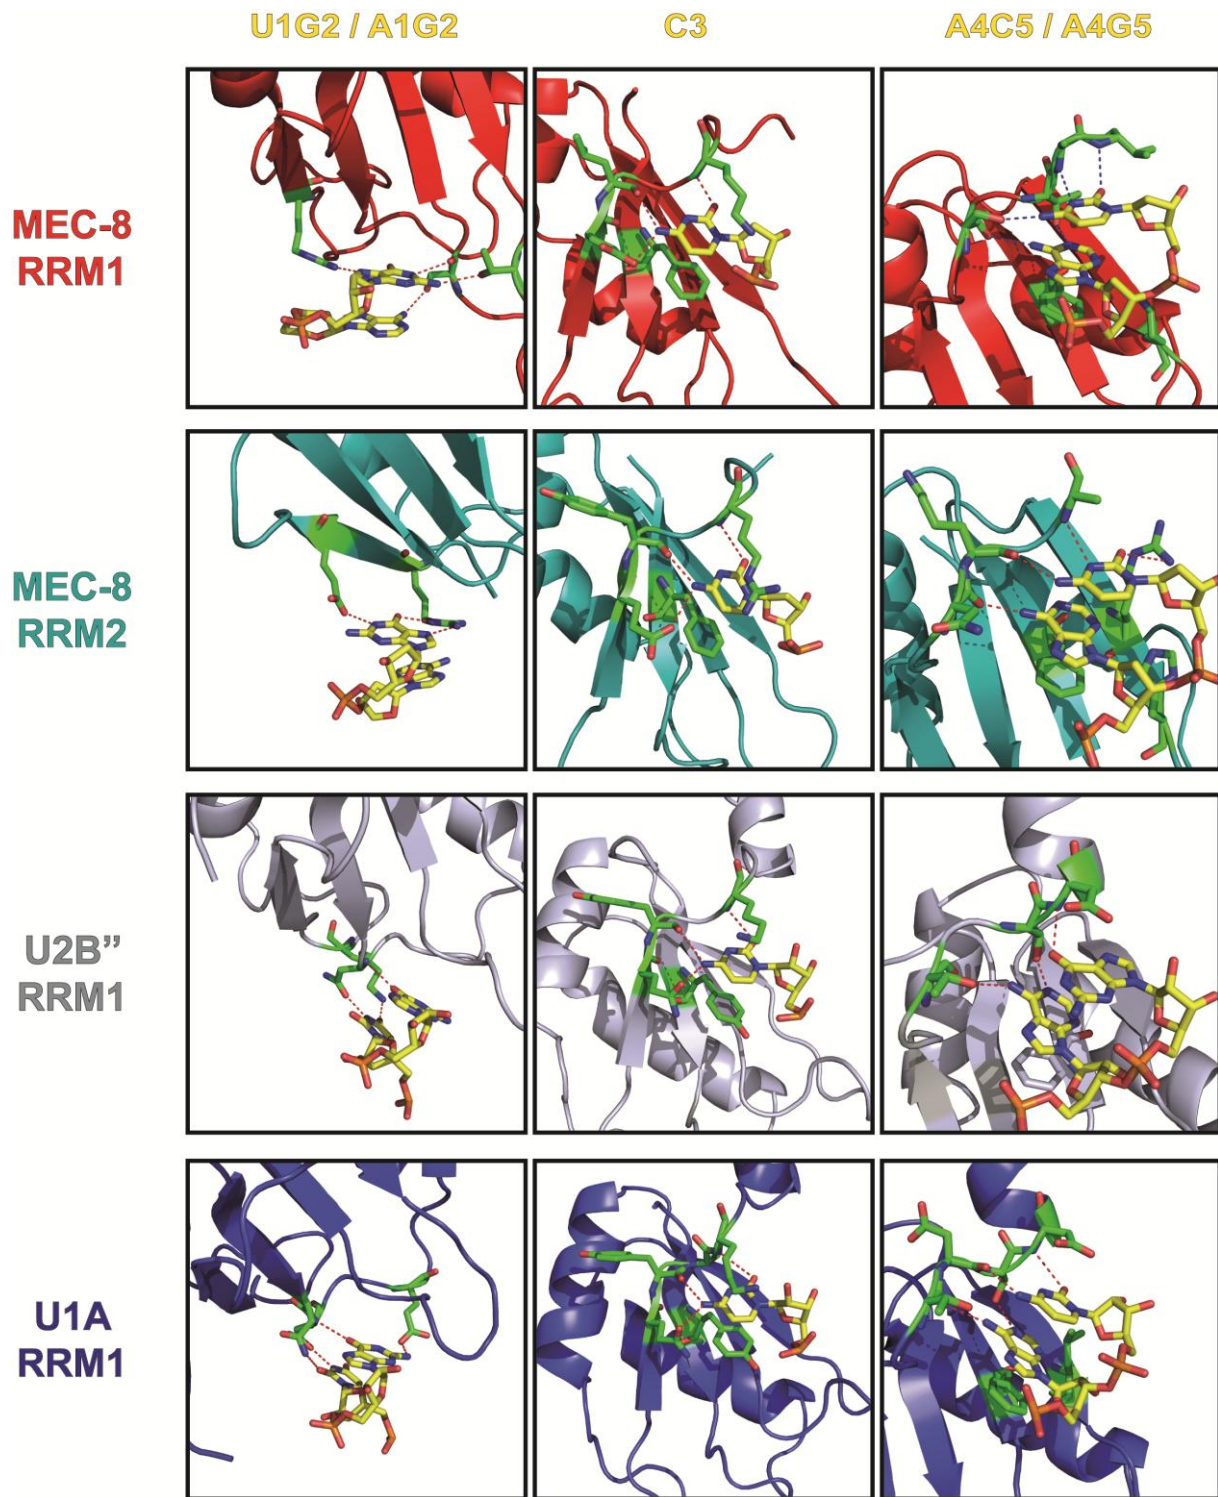 U1G2 / A1G2 C3 A4C5 / A4G5
MEC-8
RRM1
MEC-8
RRM2
U2B”
RRM1
U1A
RRM1